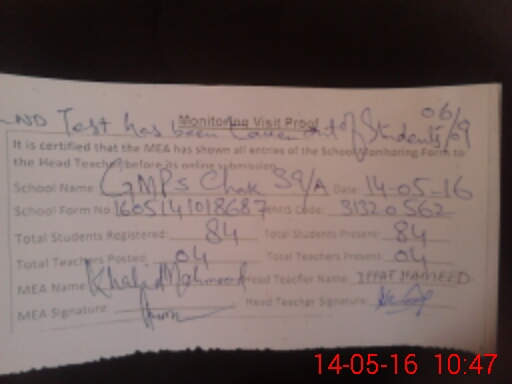 06/09
Monitoring Visit Proof
ND Test has been taken out of Students
It is certified that the MEA has shown all entries of the School Monitoring Form to
the Head Teacher before its online submission.
School Name: GMPS Chak 39/A Date: 14-05-16
School Form No 1605141018687 EMIS Code: 31320562
Total Students Registered: 84 Total Students Present: 84
Total Teachers Posted: 04 Total Teachers Present: 04
MEA Name: Khalid Mahmood Head Teacher Name: IFFAT HAMEED
MEA Signature: Head Teacher Signature:
14-05-16 10:47